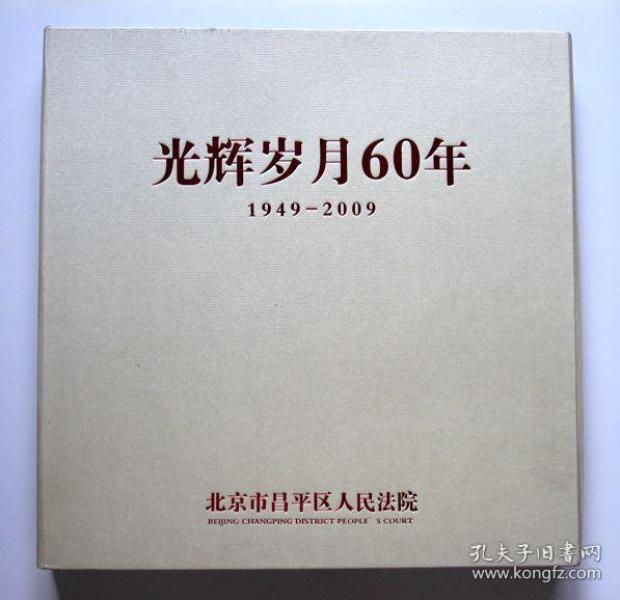 光辉岁月60年
1949-2009
北京市昌平区人民法院
BEIJING CHANGPING DISTRICT PEOPLE`S COURT
孔夫子旧书网
www.kongfz.com